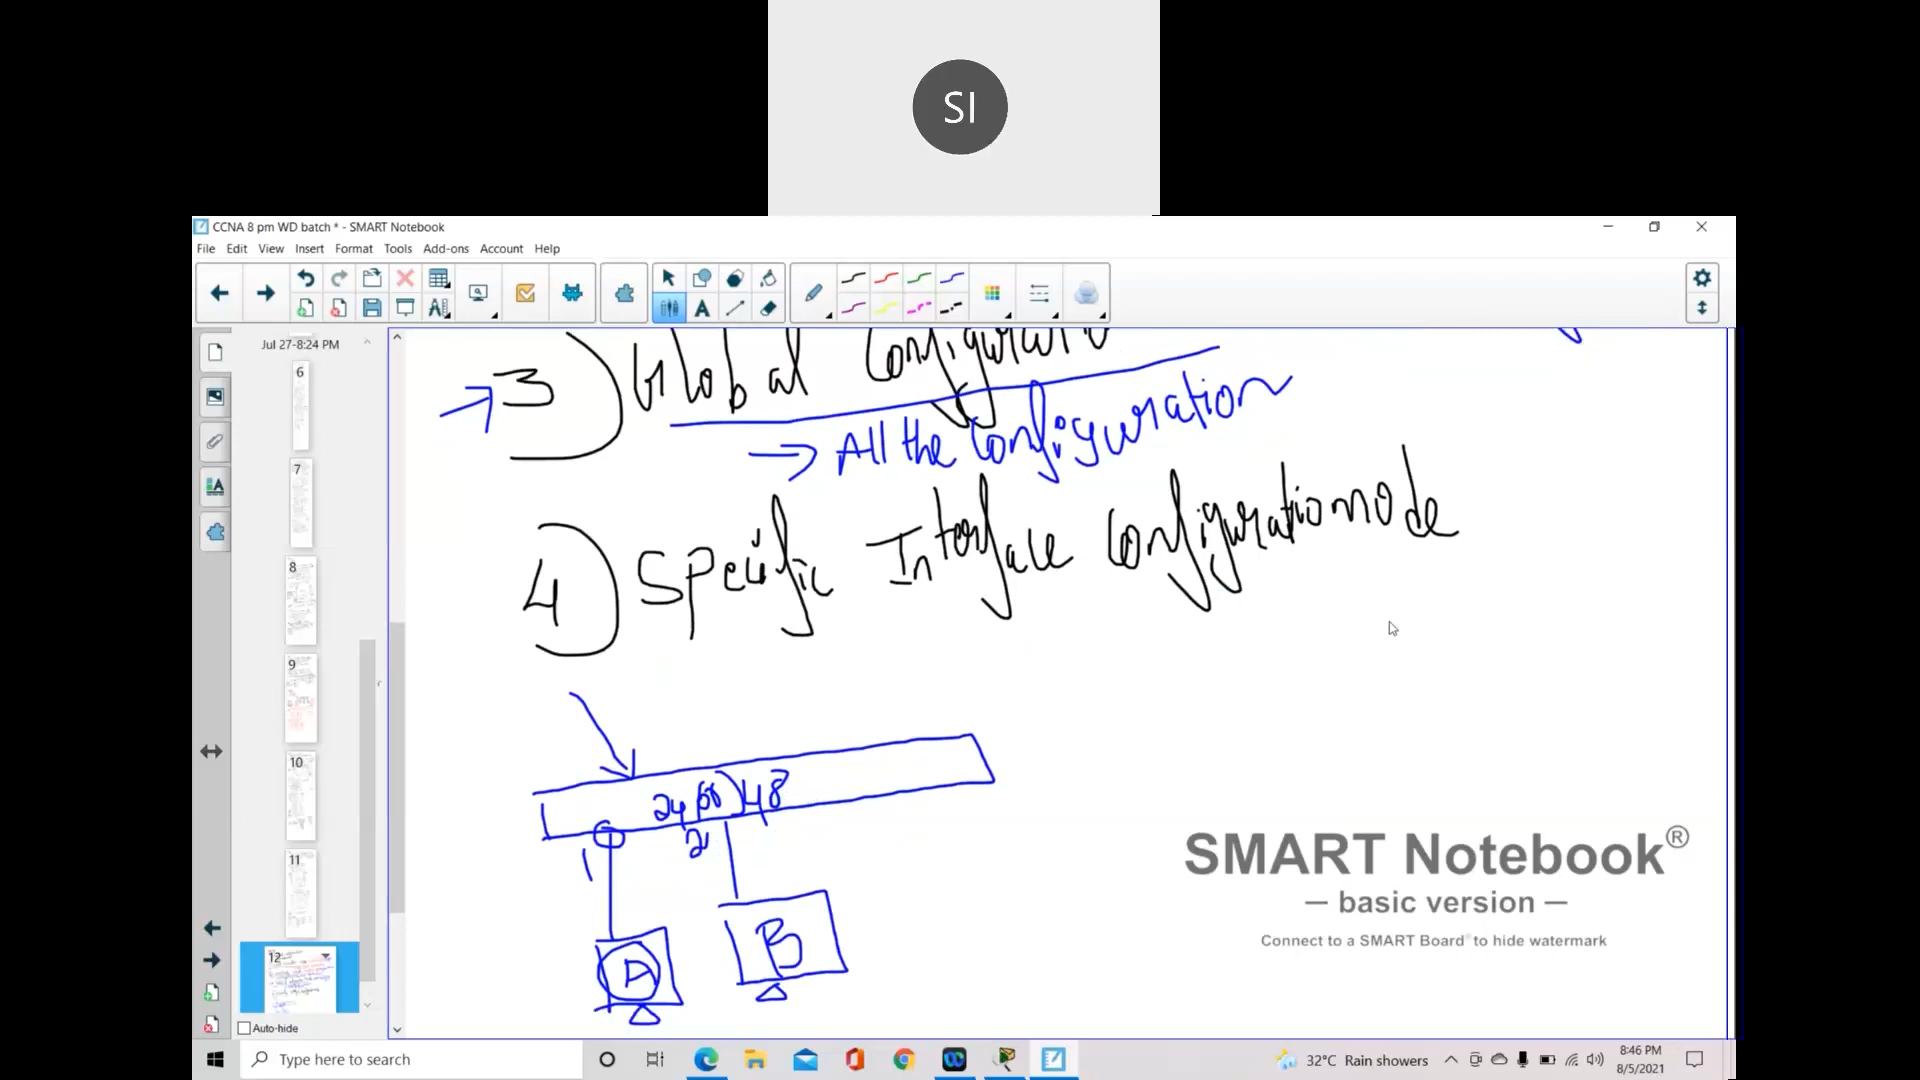 SI
CCNA 8 pm WD batch * - SMART Notebook
File Edit View Insert Format Tools Add-ons Account Help
Jul 27-8:24 PM
6
7
8
9
10
11
12
Auto-hide
3) Global Configuratio
→ All the Configuration
4) Specific Interface Configuration mode
24 48
1 2
A B
SMART Notebook®
— basic version —
Connect to a SMART Board® to hide watermark
Type here to search
32°C Rain showers
8:46 PM
8/5/2021